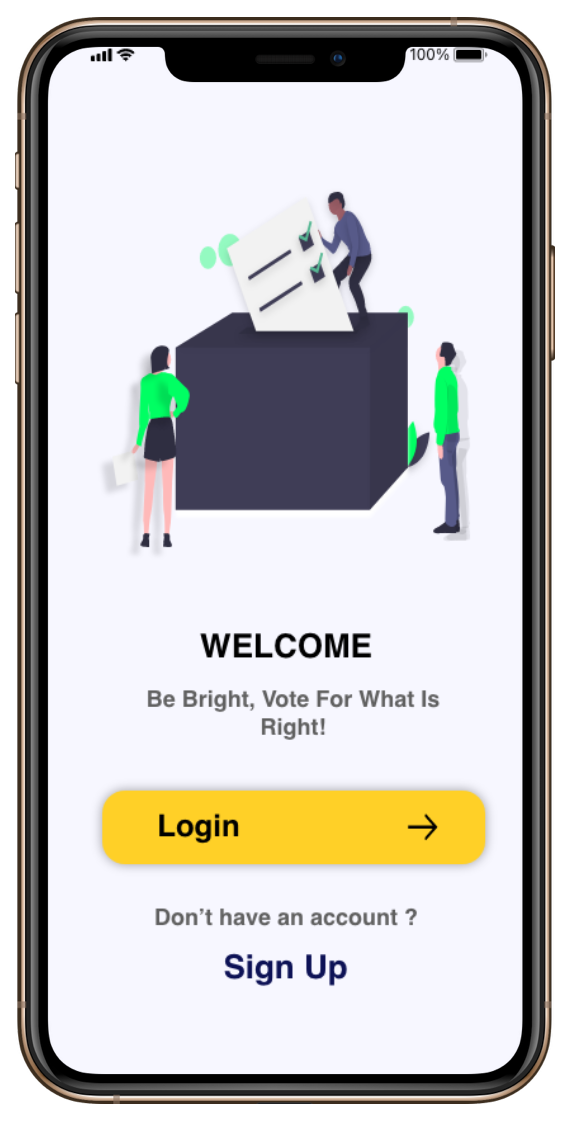 100%
WELCOME
Be Bright, Vote For What Is
Right!
Login
Don’t have an account ?
Sign Up